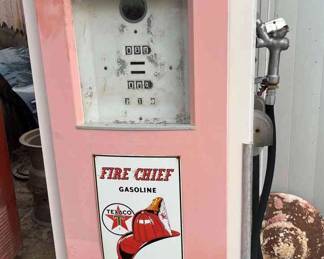 FIRE CHIEF
GASOLINE
TEXACO
T